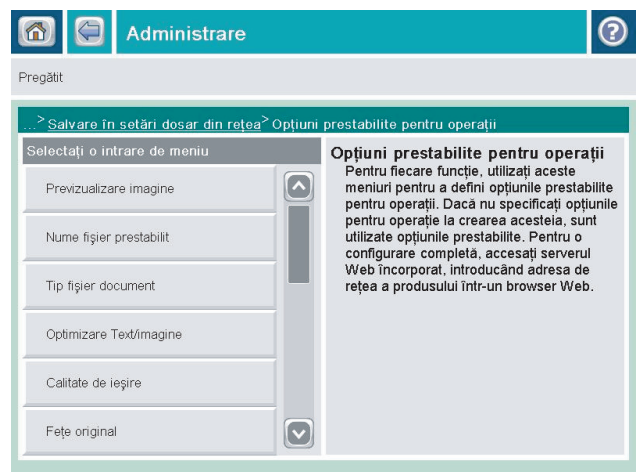 Administrare
Pregătit
...> Salvare în setări dosar din rețea> Opțiuni prestabilite pentru operații
Selectați o intrare de meniu
Previzualizare imagine
Nume fișier prestabilit
Tip fișier document
Optimizare Text/imagine
Calitate de ieșire
Fețe original
Opțiuni prestabilite pentru operații
Pentru fiecare funcție, utilizați aceste
meniuri pentru a defini opțiunile prestabilite
pentru operații. Dacă nu specificați opțiunile
pentru operație la crearea acesteia, sunt
utilizate opțiunile prestabilite. Pentru o
configurare completă, accesați serverul
Web încorporat, introducând adresa de
rețea a produsului într-un browser Web.